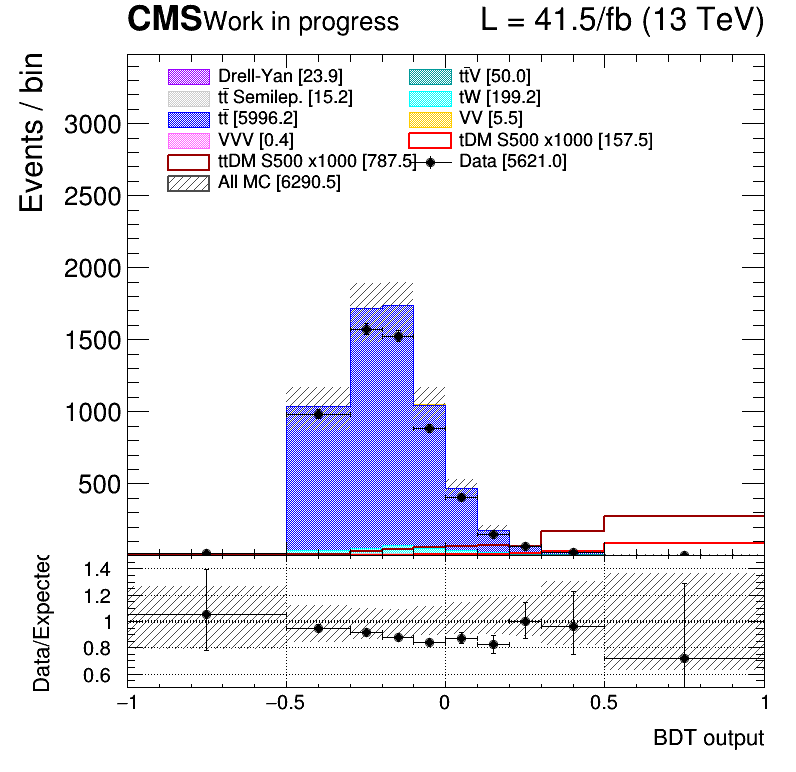 CMS Work in progress L = 41.5/fb (13 TeV)
Events / bin
Drell-Yan [23.9] tt̄V [50.0]
tt̄ Semilep. [15.2] tW [199.2]
tt̄ [5996.2] VV [5.5]
VVV [0.4] tDM S500 x1000 [157.5]
ttDM S500 x1000 [787.5] Data [5621.0]
All MC [6290.5]
3000
2500
2000
1500
1000
500
Data/Expected
1.4
1.2
1
0.8
0.6
−1 −0.5 0 0.5 1
BDT output